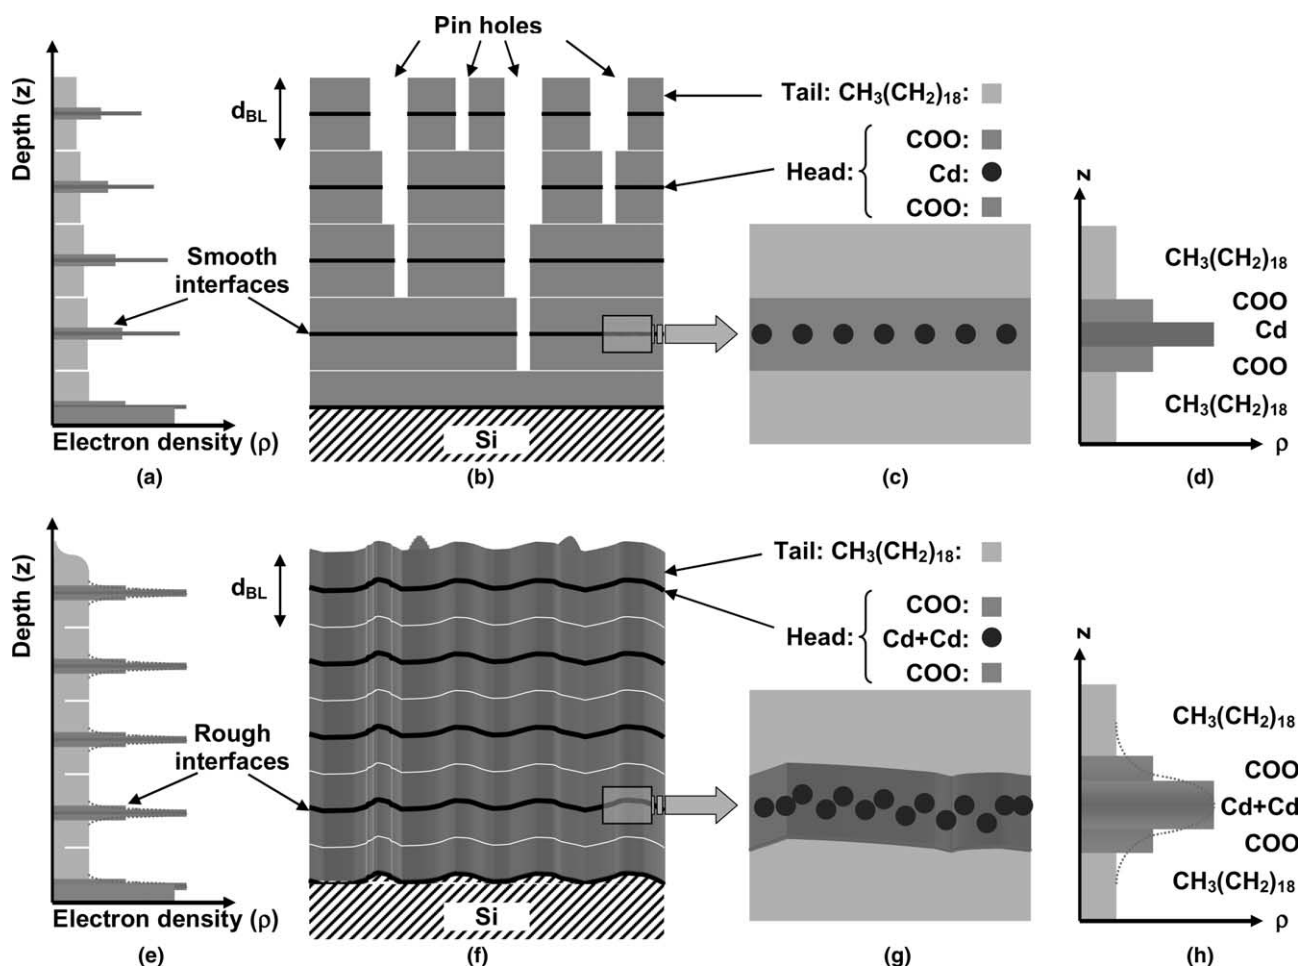 Pin holes
Depth (z)
d_BL
Tail: CH₃(CH₂)₁₈:
COO:
Head:
Cd:
COO:
Smooth
interfaces
z
CH₃(CH₂)₁₈
COO
Cd
COO
CH₃(CH₂)₁₈
Electron density (ρ)
Si
ρ
(a)
(b)
(c)
(d)
Depth (z)
d_BL
Tail: CH₃(CH₂)₁₈:
COO:
Head:
Cd+Cd:
COO:
Rough
interfaces
z
CH₃(CH₂)₁₈
COO
Cd+Cd
COO
CH₃(CH₂)₁₈
Electron density (ρ)
Si
ρ
(e)
(f)
(g)
(h)